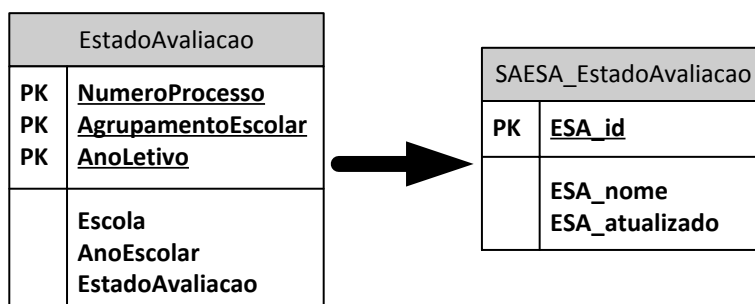 EstadoAvaliacao
PK NumeroProcesso
PK AgrupamentoEscolar
PK AnoLetivo
Escola
AnoEscolar
EstadoAvaliacao
SAESA_EstadoAvaliacao
PK ESA_id
ESA_nome
ESA_atualizado